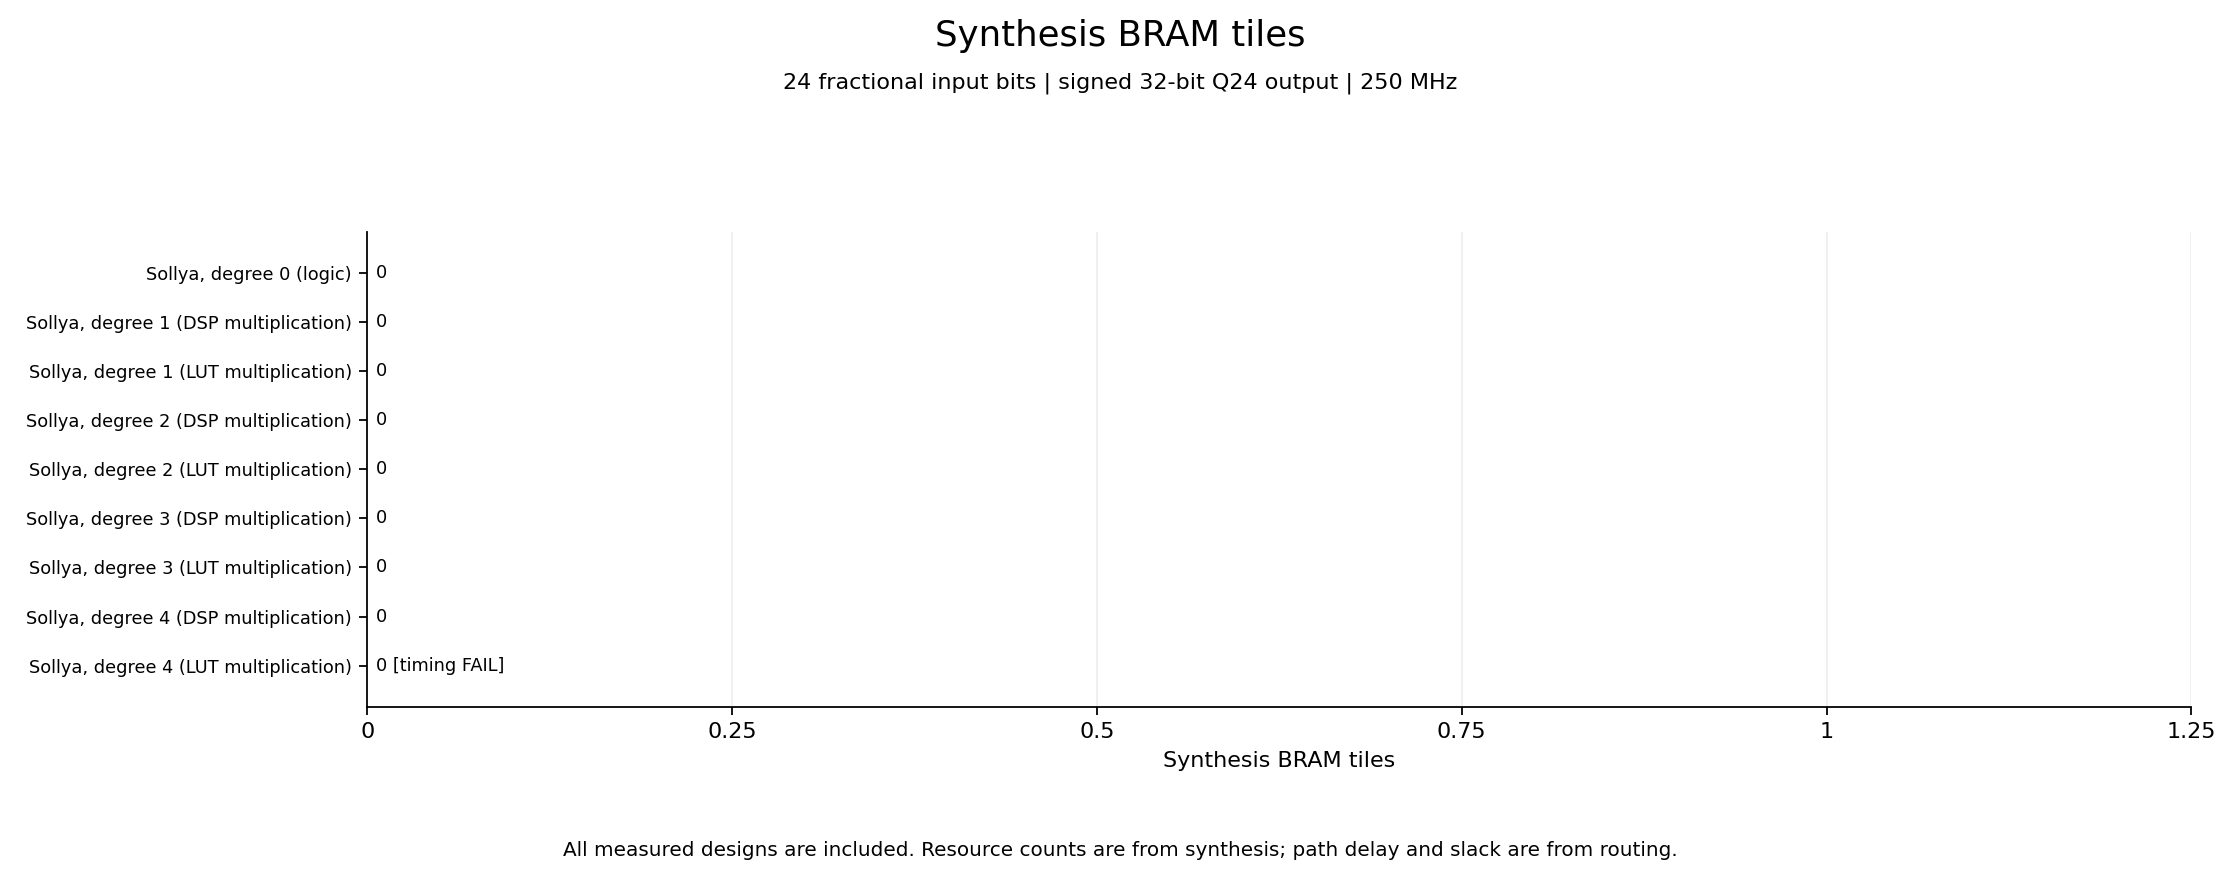 Synthesis BRAM tiles
24 fractional input bits | signed 32-bit Q24 output | 250 MHz
Sollya, degree 0 (logic) 0
Sollya, degree 1 (DSP multiplication) 0
Sollya, degree 1 (LUT multiplication) 0
Sollya, degree 2 (DSP multiplication) 0
Sollya, degree 2 (LUT multiplication) 0
Sollya, degree 3 (DSP multiplication) 0
Sollya, degree 3 (LUT multiplication) 0
Sollya, degree 4 (DSP multiplication) 0
Sollya, degree 4 (LUT multiplication) 0 [timing FAIL]
0 0.25 0.5 0.75 1 1.25
Synthesis BRAM tiles
All measured designs are included. Resource counts are from synthesis; path delay and slack are from routing.